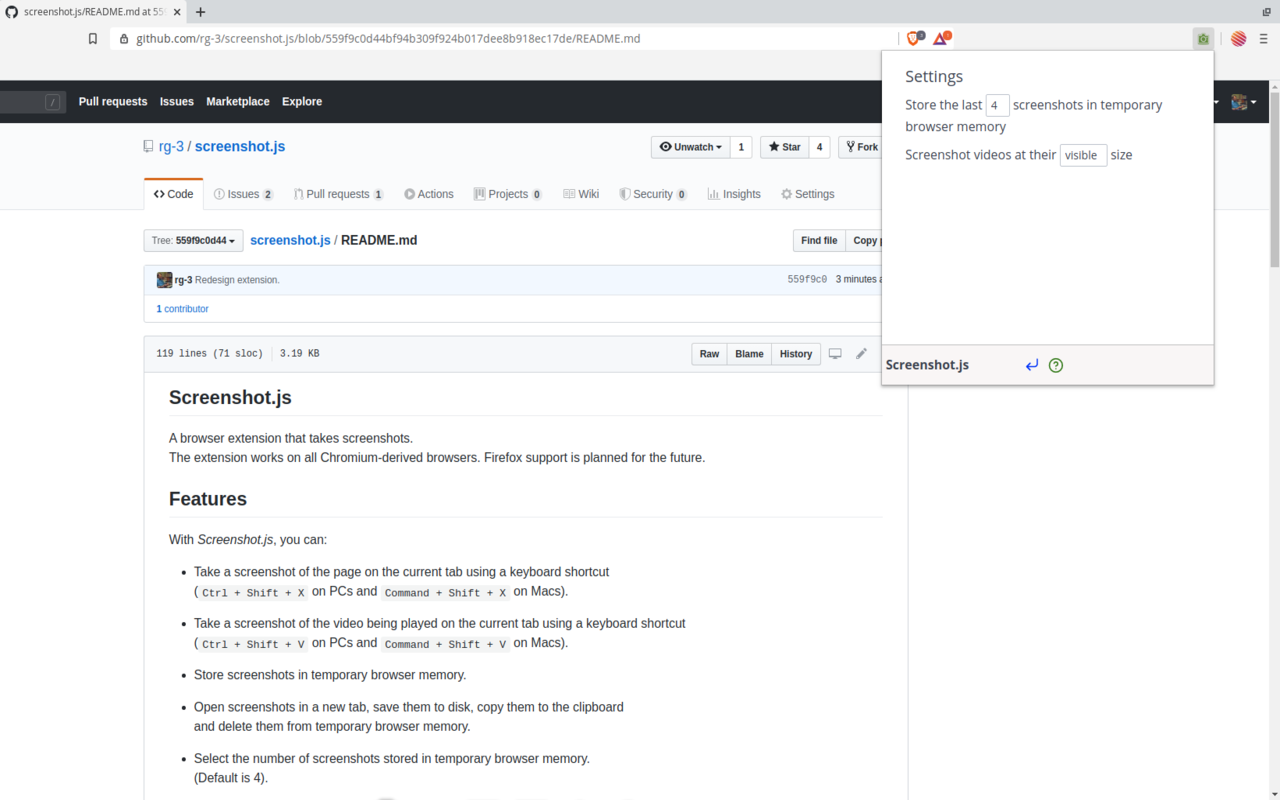 screenshot.js/README.md at 559
github.com/rg-3/screenshot.js/blob/559f9c0d44bf94b309f924b017dee8b918ec17de/README.md
/ Pull requests Issues Marketplace Explore
Settings
Store the last 4 screenshots in temporary
browser memory
Screenshot videos at their visible size
Screenshot.js
rg-3 / screenshot.js
Unwatch 1 Star 4 Fork
Code Issues 2 Pull requests 1 Actions Projects 0 Wiki Security 0 Insights Settings
Tree: 559f9c0d44 screenshot.js / README.md Find file Copy
rg-3 Redesign extension. 559f9c0 3 minutes
1 contributor
119 lines (71 sloc) 3.19 KB Raw Blame History
Screenshot.js
A browser extension that takes screenshots.
The extension works on all Chromium-derived browsers. Firefox support is planned for the future.
Features
With Screenshot.js, you can:
• Take a screenshot of the page on the current tab using a keyboard shortcut
( Ctrl + Shift + X on PCs and Command + Shift + X on Macs).
• Take a screenshot of the video being played on the current tab using a keyboard shortcut
( Ctrl + Shift + V on PCs and Command + Shift + V on Macs).
• Store screenshots in temporary browser memory.
• Open screenshots in a new tab, save them to disk, copy them to the clipboard
and delete them from temporary browser memory.
• Select the number of screenshots stored in temporary browser memory.
(Default is 4).